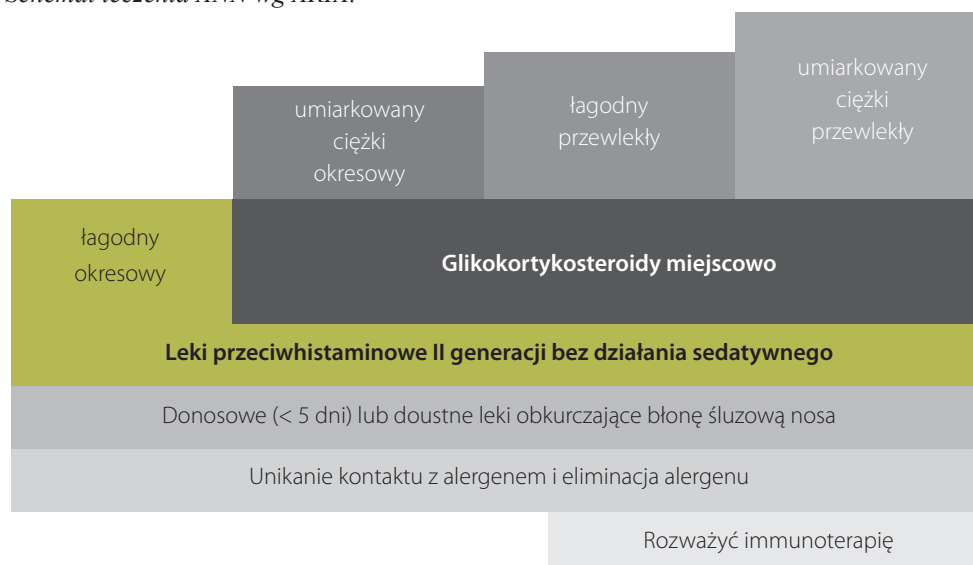 umiarkowany
ciężki
przewlekły
łagodny
przewlekły
umiarkowany
ciężki
okresowy
łagodny
okresowy
Glikokortykosteroidy miejscowo
Leki przeciwhistaminowe II generacji bez działania sedatywnego
Donosowe (< 5 dni) lub doustne leki obkurczające błonę śluzową nosa
Unikanie kontaktu z alergenem i eliminacja alergenu
Rozważyć immunoterapię